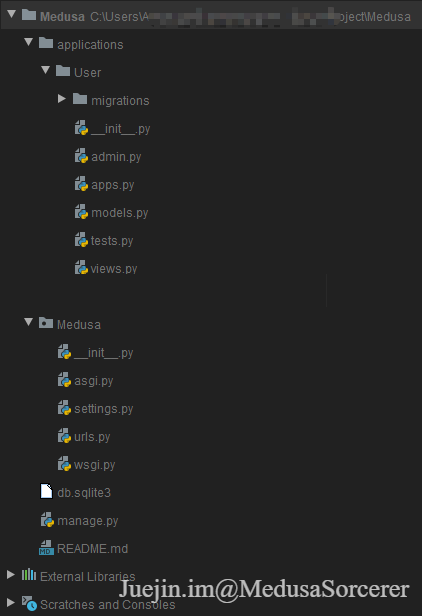 Medusa C:\Users\ oject\Medusa
applications
User
migrations
__init__.py
admin.py
apps.py
models.py
tests.py
views.py
Medusa
__init__.py
asgi.py
settings.py
urls.py
wsgi.py
db.sqlite3
manage.py
README.md
External Libraries
Scratches and Consoles
Juejin.im@MedusaSorcerer